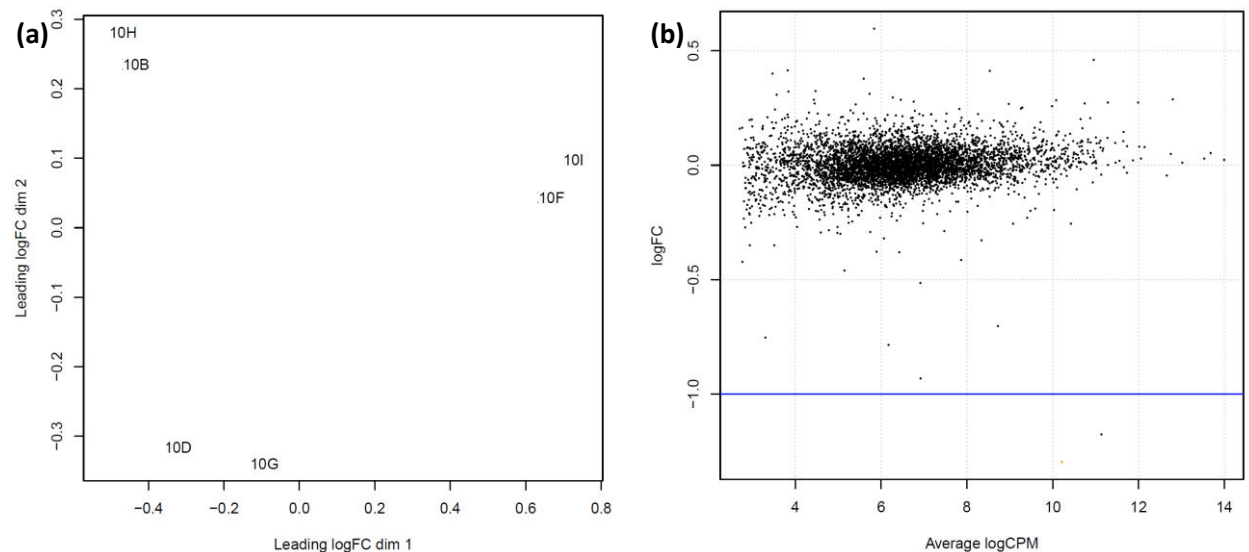 (a)
10H
10B
10I
10F
10D
10G
0.3
0.2
0.1
0.0
−0.1
−0.2
−0.3
Leading logFC dim 2
−0.4 −0.2 0.0 0.2 0.4 0.6 0.8
Leading logFC dim 1
(b)
0.5
0.0
−0.5
−1.0
logFC
4 6 8 10 12 14
Average logCPM